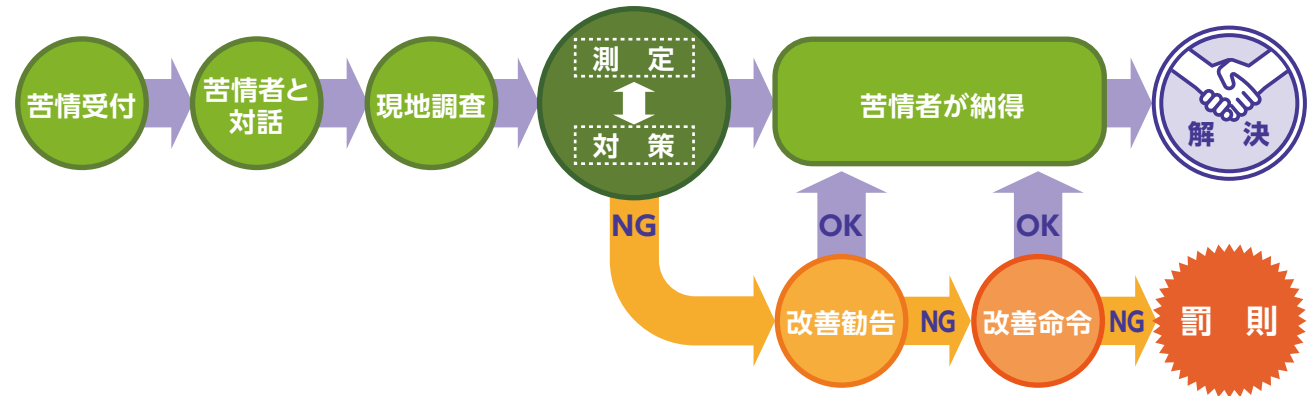 苦情受付
苦情者と
対話
現地調査
測 定
対 策
苦情者が納得
解 決
NG
OK
OK
改善勧告
NG
改善命令
NG
罰 則